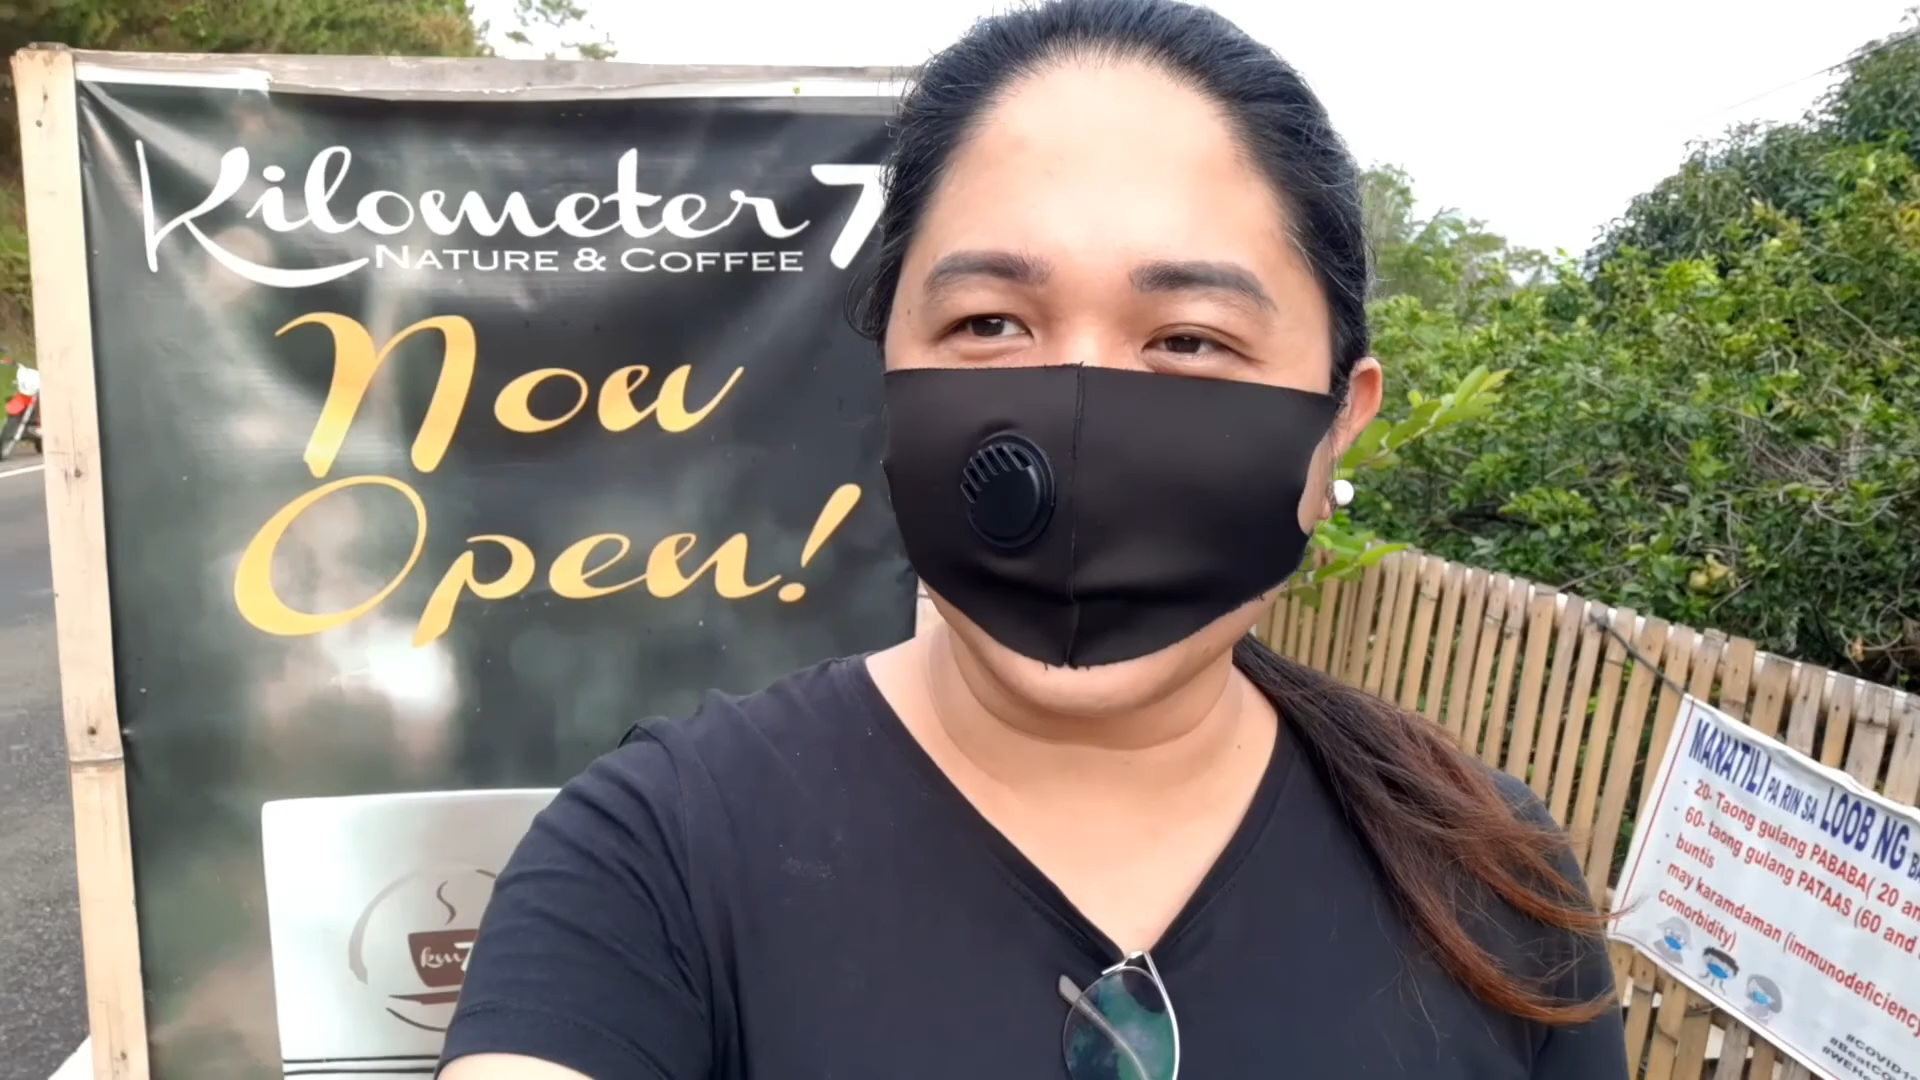 Kilometer 7
NATURE & COFFEE
Now
Open!
km7
MANATILI PA RIN SA LOOB NG
- 20- Taong gulang PABABA( 20
- 60- taong gulang PATAAS (60 and
- buntis
- may karamdaman (immunodeficiency
comorbidity)